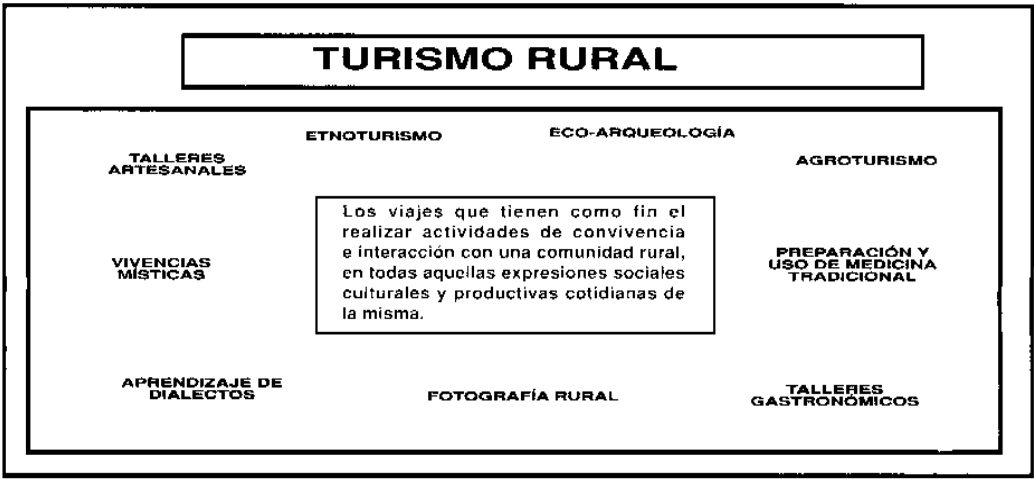 TURISMO RURAL
ETNOTURISMO
ECO-ARQUEOLOGÍA
TALLERES
ARTESANALES
AGROTURISMO
Los viajes que tienen como fin el
realizar actividades de convivencia
e interacción con una comunidad rural,
en todas aquellas expresiones sociales
culturales y productivas cotidianas de
la misma.
VIVENCIAS
MÍSTICAS
PREPARACIÓN Y
USO DE MEDICINA
TRADICIONAL
APRENDIZAJE DE
DIALECTOS
FOTOGRAFÍA RURAL
TALLERES
GASTRONÓMICOS